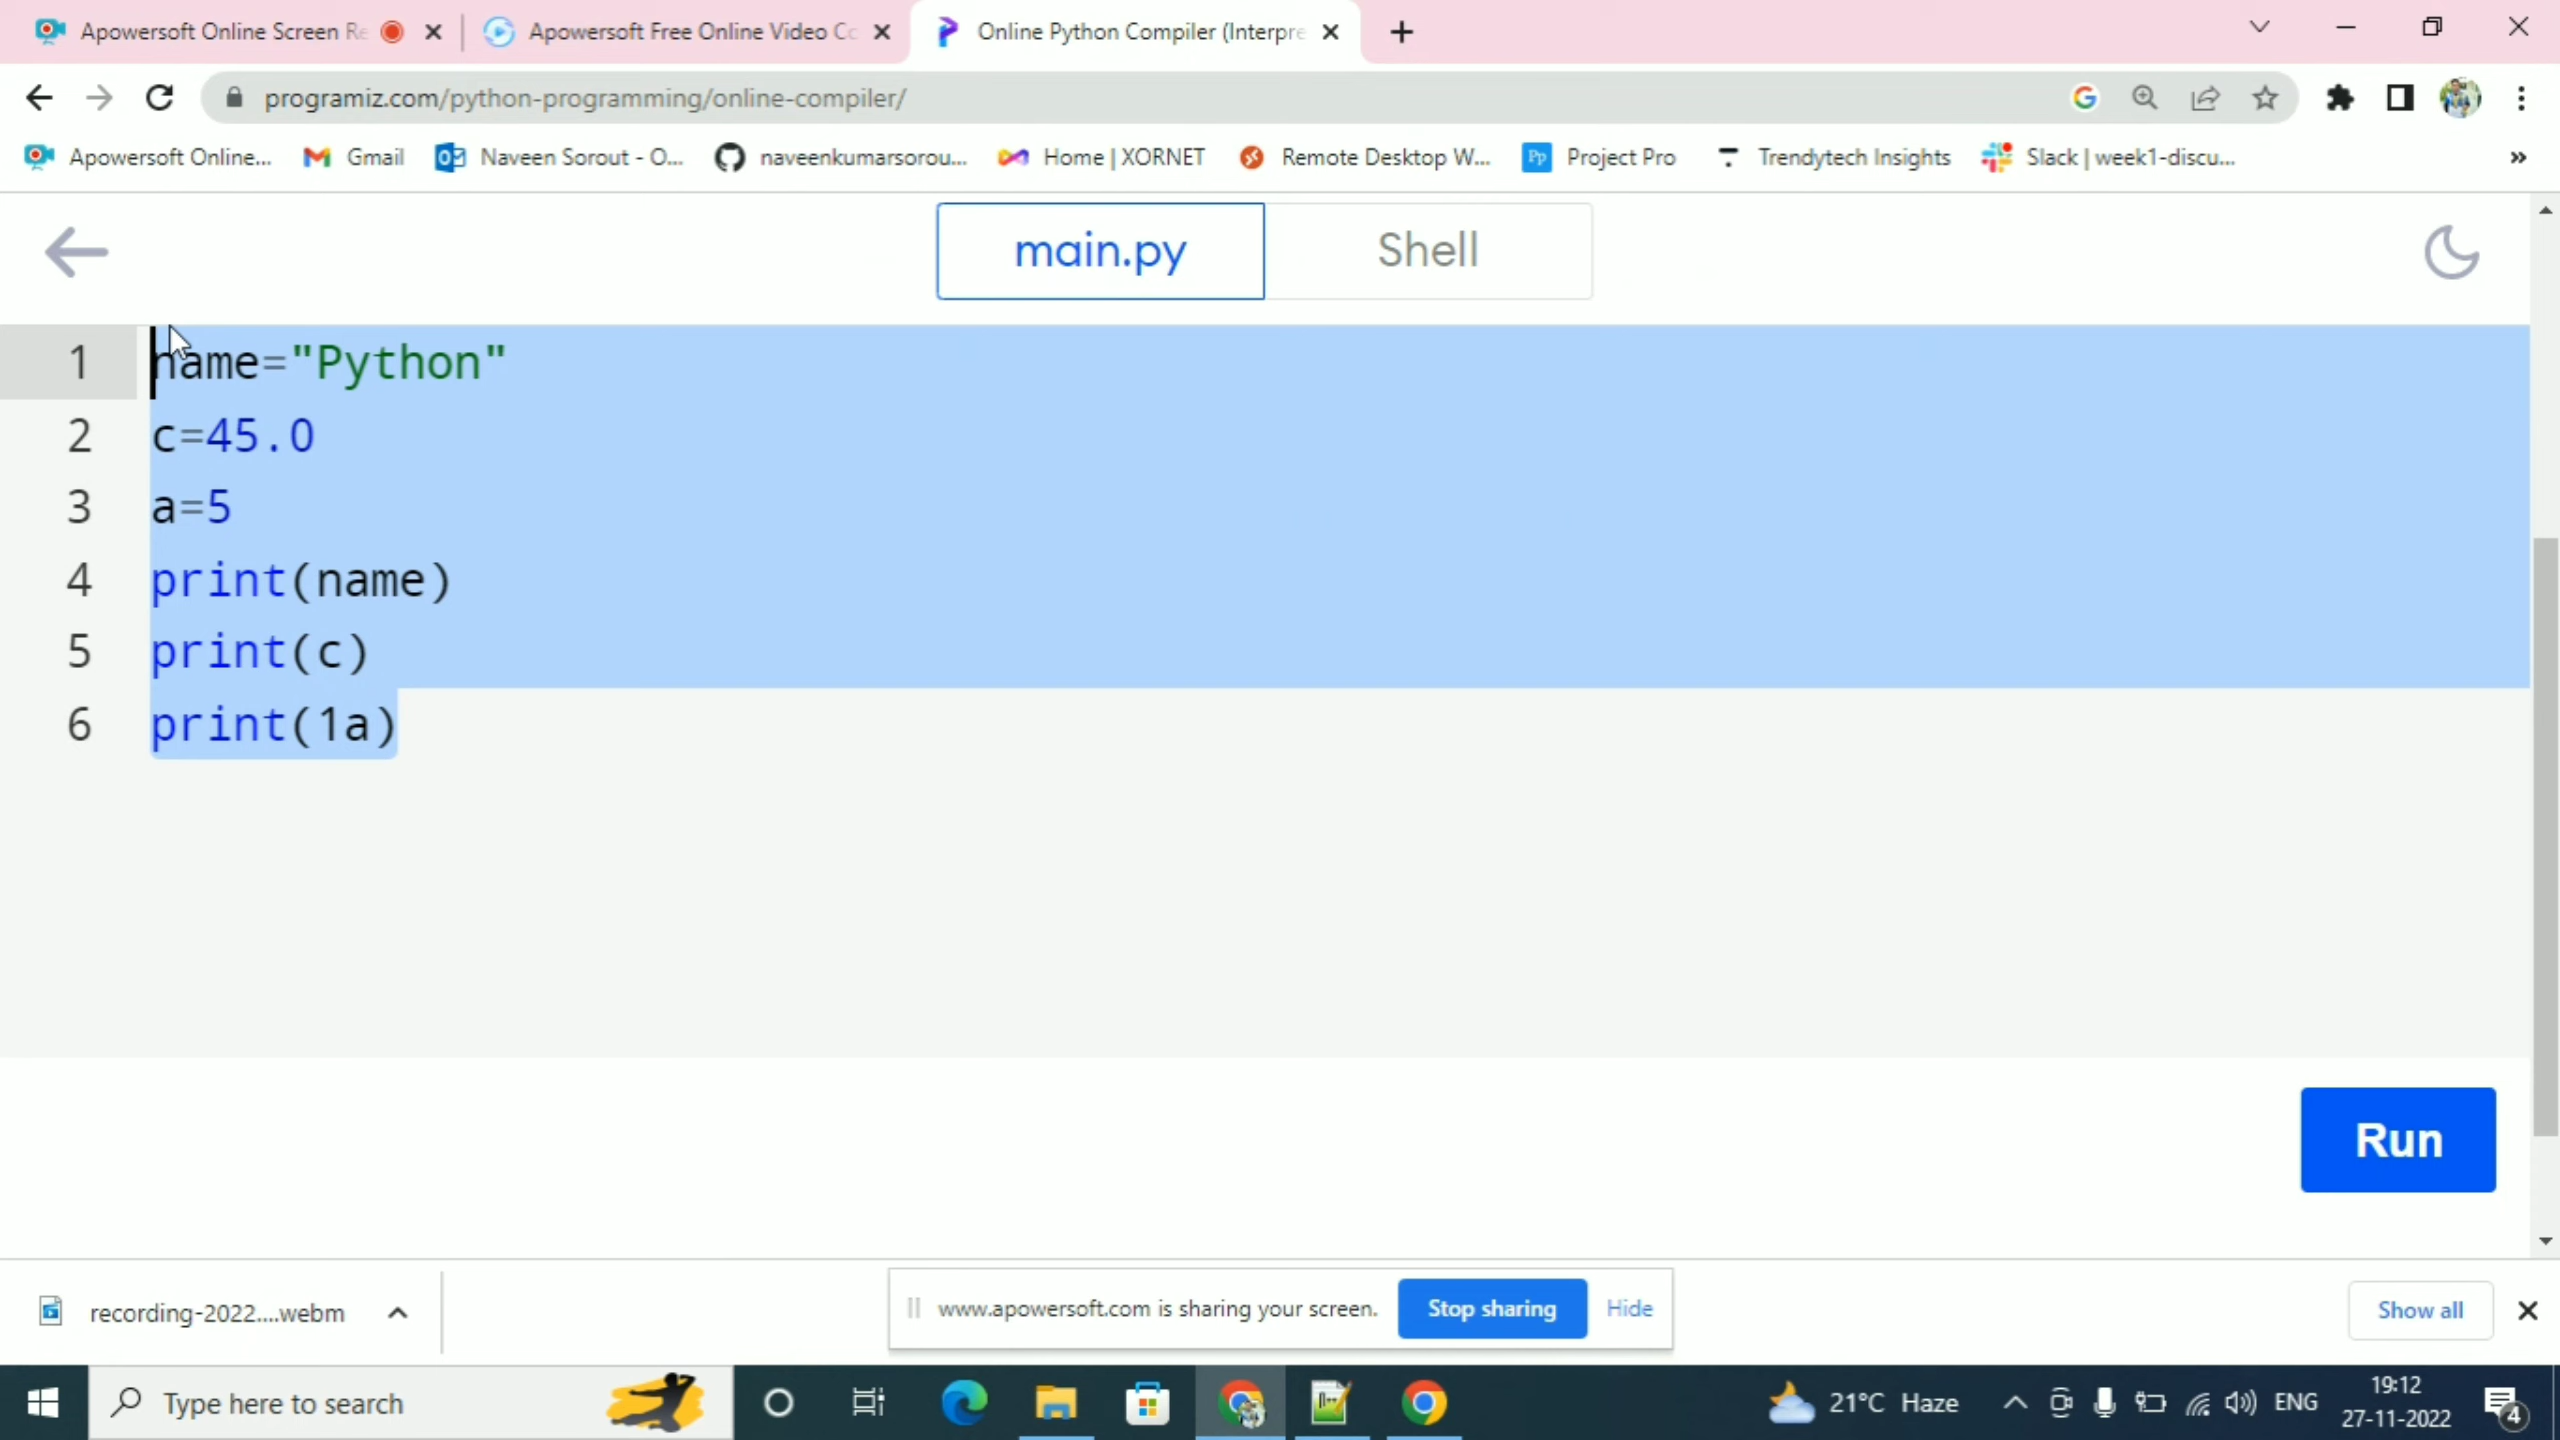 Apowersoft Online Screen Re
Apowersoft Free Online Video Co
Online Python Compiler (Interpre
programiz.com/python-programming/online-compiler/
Apowersoft Online...
Gmail
Naveen Sorout - O...
naveenkumarsorou...
Home | XORNET
Remote Desktop W...
Pp
Project Pro
Trendytech Insights
Slack | week1-discu...
»
main.py
Shell
1 name="Python"
2 c=45.0
3 a=5
4 print(name)
5 print(c)
6 print(1a)
Run
recording-2022....webm
www.apowersoft.com is sharing your screen.
Stop sharing
Hide
Show all
Type here to search
21°C Haze
ENG
19:12
27-11-2022
4